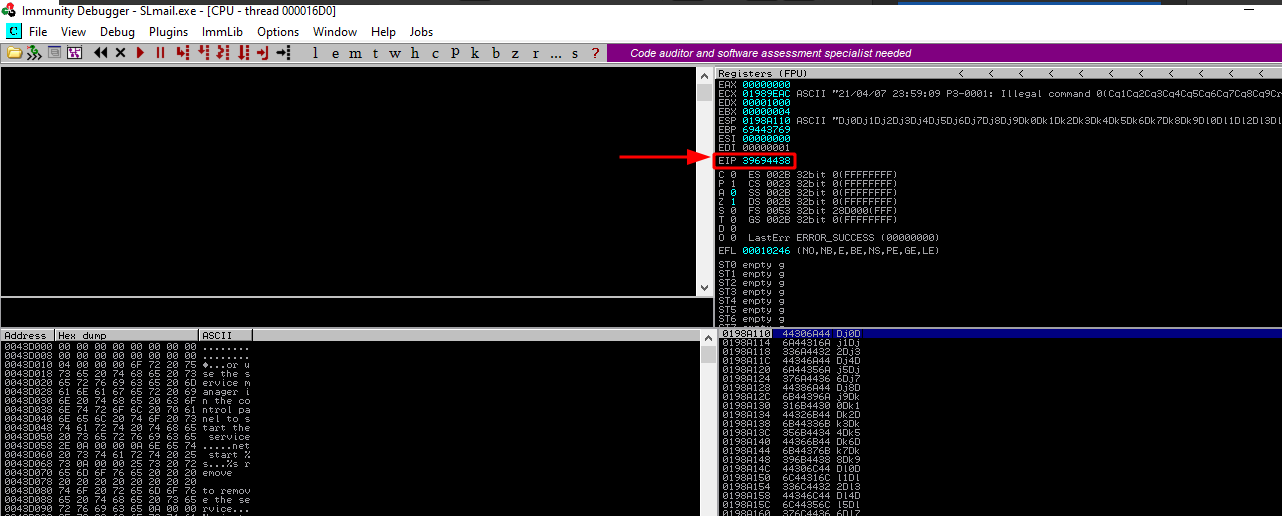 Immunity Debugger - SLmail.exe - [CPU - thread 000016D0]
C File View Debug Plugins ImmLib Options Window Help Jobs
l e m t w h c p k b z r ... s ? Code auditor and software assessment specialist needed
Registers (FPU) < < < < < < < < < < <
EAX 00000000
ECX 01989EAC ASCII "21/04/07 23:59:09 P3-0001: Illegal command 0(Cq1Cq2Cq3Cq4Cq5Cq6Cq7Cq8Cq9Cr
EDX 00001000
EBX 00000004
ESP 0198A110 ASCII "Dj0Dj1Dj2Dj3Dj4Dj5Dj6Dj7Dj8Dj9Dk0Dk1Dk2Dk3Dk4Dk5Dk6Dk7Dk8Dk9Dl0Dl1Dl2Dl3Dl
EBP 69443769
ESI 00000000
EDI 00000001
EIP 39694438
C 0 ES 002B 32bit 0(FFFFFFFF)
P 1 CS 0023 32bit 0(FFFFFFFF)
A 0 SS 002B 32bit 0(FFFFFFFF)
Z 1 DS 002B 32bit 0(FFFFFFFF)
S 0 FS 0053 32bit 28D000(FFF)
T 0 GS 002B 32bit 0(FFFFFFFF)
D 0
O 0 LastErr ERROR_SUCCESS (00000000)
EFL 00010246 (NO,NB,E,BE,NS,PE,GE,LE)
ST0 empty g
ST1 empty g
ST2 empty g
ST3 empty g
ST4 empty g
ST5 empty g
ST6 empty g
Address Hex dump ASCII
0043D000 00 00 00 00 00 00 00 00 ........
0043D008 00 00 00 00 00 00 00 00 ........
0043D010 04 00 00 00 6F 72 20 75 ♦...or u
0043D018 73 65 20 74 68 65 20 73 se the s
0043D020 65 72 76 69 63 65 20 6D ervice m
0043D028 61 6E 61 67 65 72 20 69 anager i
0043D030 6E 20 74 68 65 20 63 6F n the co
0043D038 6E 74 72 6F 6C 20 70 61 ntrol pa
0043D040 6E 65 6C 20 74 6F 20 73 nel to s
0043D048 74 61 72 74 20 74 68 65 tart the
0043D050 20 73 65 72 76 69 63 65 service
0043D058 2E 0A 00 00 0A 6E 65 74 .....net
0043D060 20 73 74 61 72 74 20 25 start %
0043D068 73 0A 00 00 25 73 20 72 s...%s r
0043D070 65 6D 6F 76 65 20 20 20 emove
0043D078 20 20 20 20 20 20 20 20
0043D080 74 6F 20 72 65 6D 6F 76 to remov
0043D088 65 20 74 68 65 20 73 65 e the se
0043D090 72 76 69 63 65 0A 00 00 rvice...
0198A110 44306A44 Dj0D
0198A114 6A44316A j1Dj
0198A118 336A4432 2Dj3
0198A11C 44346A44 Dj4D
0198A120 6A44356A j5Dj
0198A124 376A4436 6Dj7
0198A128 44386A44 Dj8D
0198A12C 6B44396A j9Dk
0198A130 316B4430 0Dk1
0198A134 44326B44 Dk2D
0198A138 6B44336B k3Dk
0198A13C 356B4434 4Dk5
0198A140 44366B44 Dk6D
0198A144 6B44376B k7Dk
0198A148 396B4438 8Dk9
0198A14C 44306C44 Dl0D
0198A150 6C44316C l1Dl
0198A154 336C4432 2Dl3
0198A158 44346C44 Dl4D
0198A15C 6C44356C l5Dl
0198A160 376C4436 6Dl7